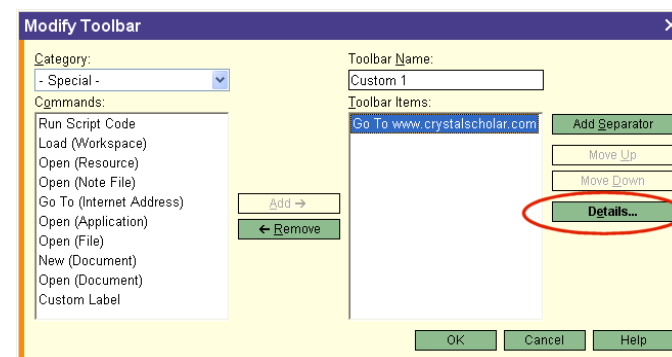 Modify Toolbar
Category:
- Special -
Commands:
Run Script Code
Load (Workspace)
Open (Resource)
Open (Note File)
Go To (Internet Address)
Open (Application)
Open (File)
New (Document)
Open (Document)
Custom Label
Add →
← Remove
Toolbar Name:
Custom 1
Toolbar Items:
Go To www.crystalscholar.com
Add Separator
Move Up
Move Down
Details...
OK Cancel Help